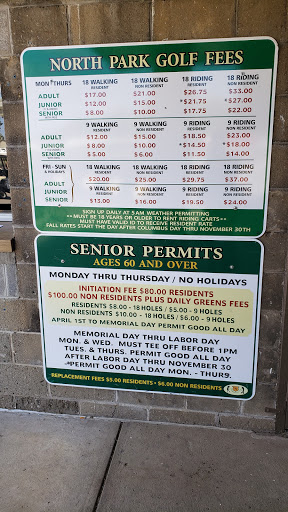 NORTH PARK GOLF FEES
MON - THURS 18 WALKING RESIDENT 18 WALKING NON RESIDENT 18 RIDING RESIDENT 18 RIDING NON RESIDENT
ADULT $17.00 $21.00 $26.75 $33.00
JUNIOR $12.00 $15.00 *$21.75 *$27.00
SENIOR $8.00 $10.00 $17.75 $22.00
9 WALKING RESIDENT 9 WALKING NON RESIDENT 9 RIDING RESIDENT 9 RIDING NON RESIDENT
ADULT $12.00 $15.00 $18.50 $23.00
JUNIOR $8.00 $10.00 *$14.50 *$18.00
SENIOR $5.00 $6.00 $11.50 $14.00
FRI - SUN & HOLIDAYS 18 WALKING RESIDENT 18 WALKING NON RESIDENT 18 RIDING RESIDENT 18 RIDING NON RESIDENT
ADULT $20.00 $25.00 $29.75 $37.00
JUNIOR 9 WALKING RESIDENT 9 WALKING NON RESIDENT 9 RIDING RESIDENT 9 RIDING NON RESIDENT
SENIOR $13.00 $16.00 $19.50 $24.00
SIGN UP DAILY AT 5 AM WEATHER PERMITTING
**MUST BE 18 YEARS OR OLDER TO RENT RIDING CARTS**
MUST HAVE VALID ID TO RECEIVE RESIDENT RATE
FALL RATES START THE DAY AFTER COLUMBUS DAY THRU NOVEMBER 30TH
SENIOR PERMITS
AGES 60 AND OVER
MONDAY THRU THURSDAY / NO HOLIDAYS
INITIATION FEE $80.00 RESIDENTS
$100.00 NON RESIDENTS PLUS DAILY GREENS FEES
RESIDENTS $8.00 - 18 HOLES / $5.00 - 9 HOLES
NON RESIDENTS $10.00 - 18 HOLES / $6.00 - 9 HOLES
APRIL 1ST TO MEMORIAL DAY PERMIT GOOD ALL DAY
MEMORIAL DAY THRU LABOR DAY
MON. & WED. MUST TEE OFF BEFORE 1PM
TUES. & THURS. PERMIT GOOD ALL DAY
AFTER LABOR DAY THRU NOVEMBER 30
*PERMIT GOOD ALL DAY MON. - THUR9.
REPLACEMENT FEES $5.00 RESIDENTS • $6.00 NON RESIDENTS